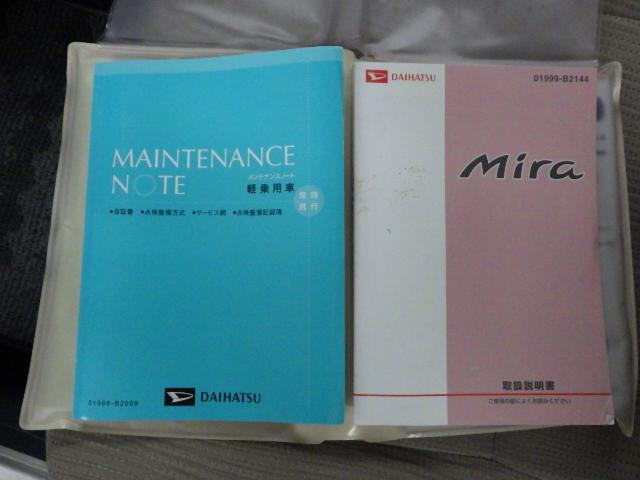 MAINTENANCE
NOTE
メンテナンスノート
軽乗用車
常時
携行
●保証書 ●点検整備方式 ●サービス網 ●点検整備記録簿
01999-B2009
DAIHATSU
DAIHATSU
01999-B2144
Mira
取扱説明書
ご使用の前によくお読みください